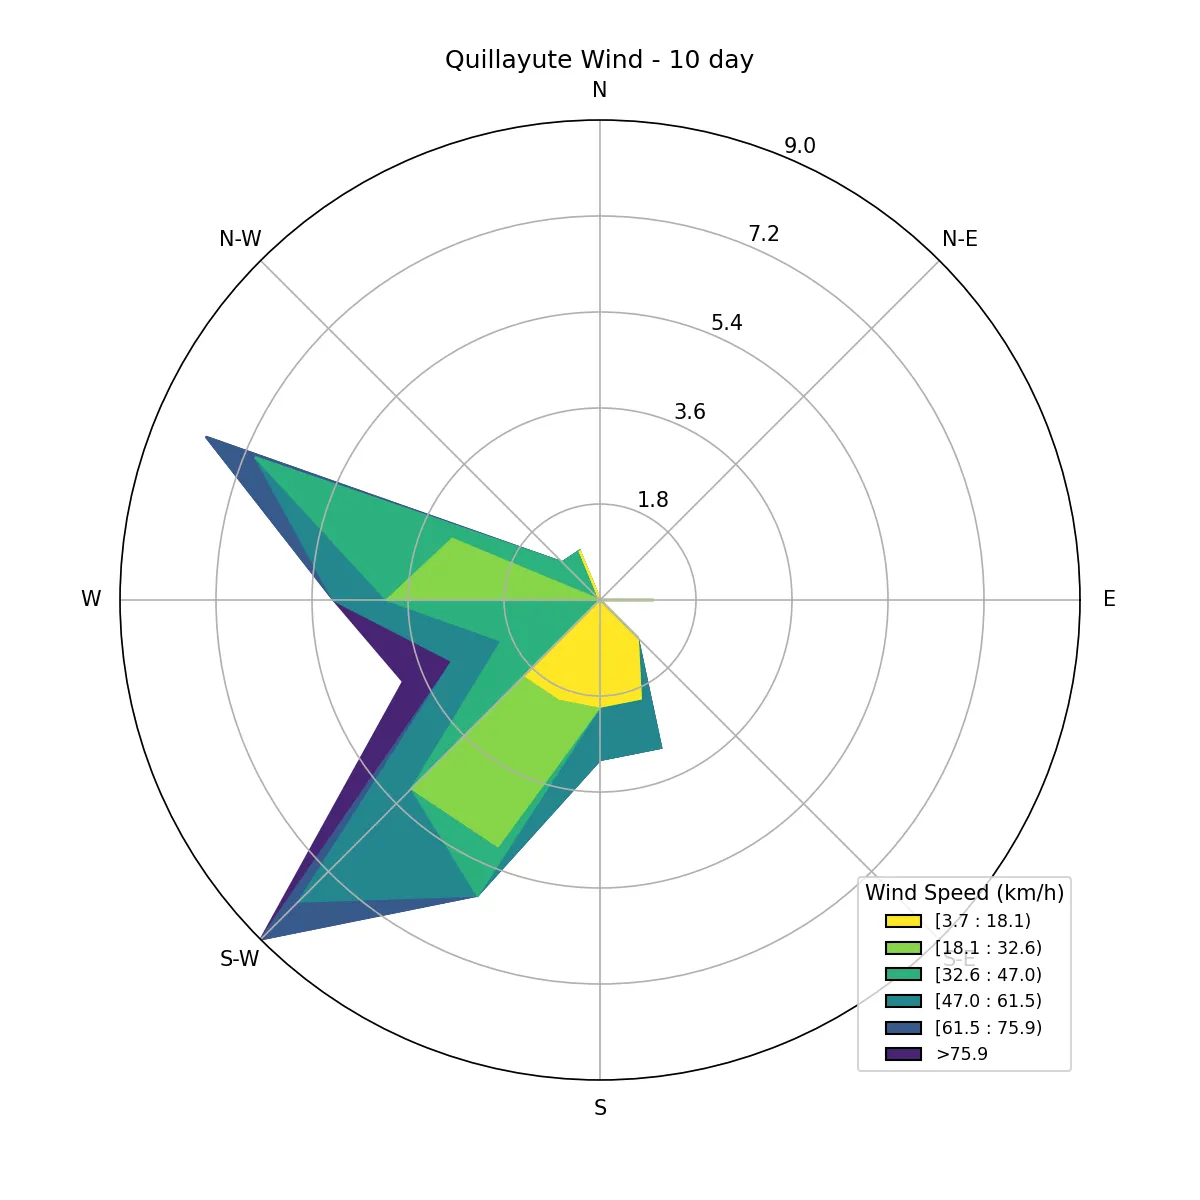 Quillayute Wind - 10 day
N
9.0
N-W
N-E
7.2
5.4
3.6
1.8
W
E
S-W
S-E
S
Wind Speed (km/h)
[3.7 : 18.1)
[18.1 : 32.6)
[32.6 : 47.0)
[47.0 : 61.5)
[61.5 : 75.9)
>75.9